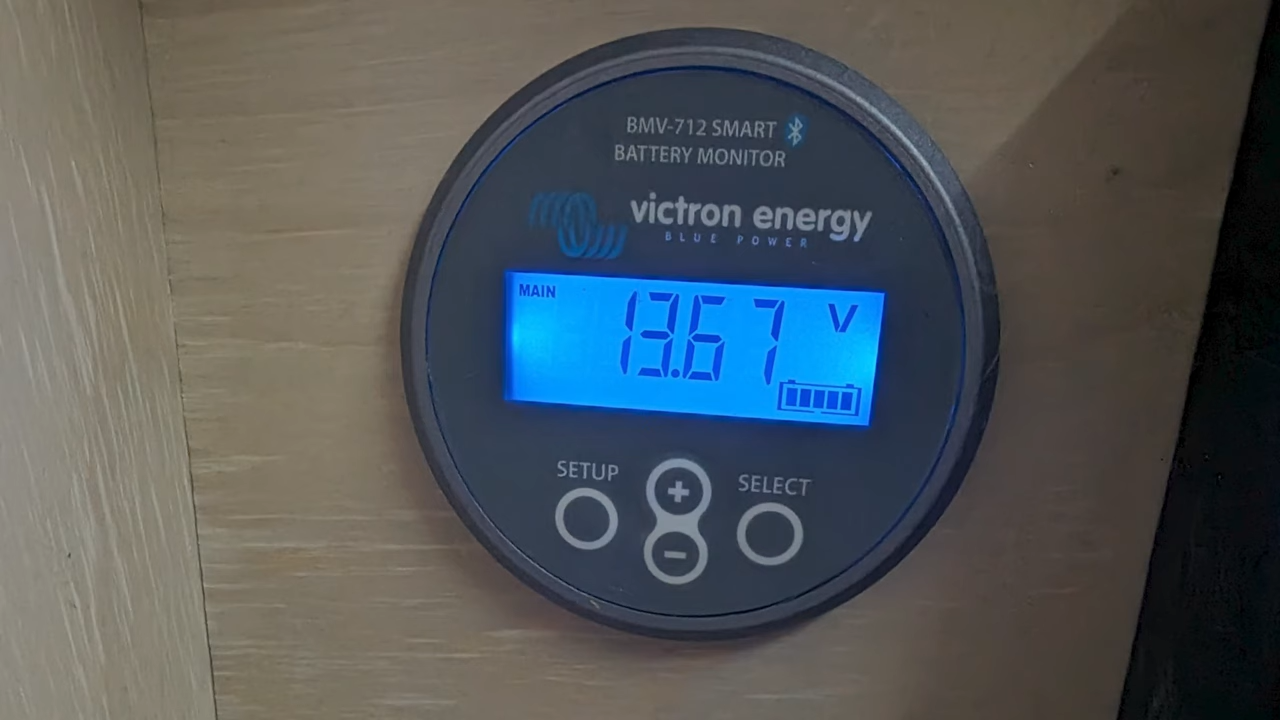 BMV-712 SMART
BATTERY MONITOR
victron energy
BLUE POWER
MAIN
13.67 V
SETUP
+
SELECT
-